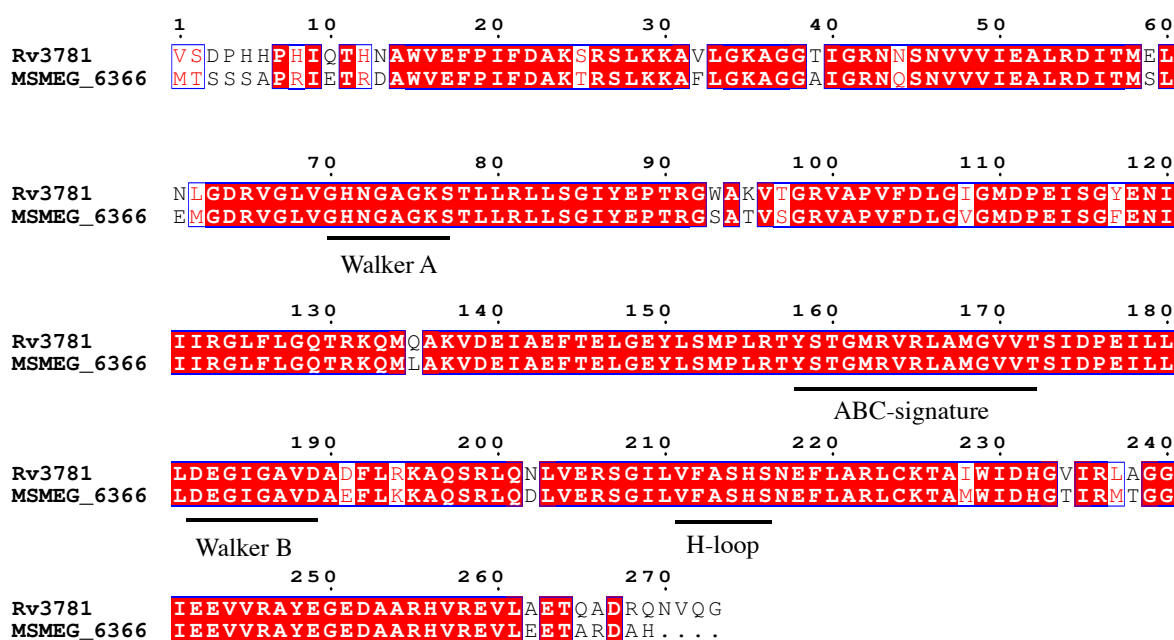 1 10 20 30 40 50 60
Rv3781 VSDPHHPHIQTHNAWVEFPIFDAKSRSLKKAVLGKAGGTIGRNNSNVVVIEALRDITMEL
MSMEG_6366 MTSSSAPRIETRDAWVEFPIFDAKTRSLKKAFLGKAGGAIGRNQSNVVVIEALRDITMSL
70 80 90 100 110 120
Rv3781 NLGDRVGLVGHNGAGKSTLLRLLSGIYEPTRGWAKVTGRVAPVFDLGIGMDPEISGYENI
MSMEG_6366 EMGDRVGLVGHNGAGKSTLLRLLSGIYEPTRGSATVSGRVAPVFDLGVGMDPEISGFENI
Walker A
130 140 150 160 170 180
Rv3781 IIRGLFLGQTRKQMQAKVDEIAEFTELGEYLSMPLRTYSTGMRVRLAMGVVTSIDPEILL
MSMEG_6366 IIRGLFLGQTRKQMLAKVDEIAEFTELGEYLSMPLRTYSTGMRVRLAMGVVTSIDPEILL
ABC-signature
190 200 210 220 230 240
Rv3781 LDEGIGAVDADFLRKAQSRLQNLVERSGILVFASHSNEFLARLCKTAIWIDHGVIRLAGG
MSMEG_6366 LDEGIGAVDAEFLKKAQSRLQDLVERSGILVFASHSNEFLARLCKTAMWIDHGTIRMTGG
Walker B H-loop
250 260 270
Rv3781 IEEVVRAYEGEDAARHVREVLAETQADRQNVQG
MSMEG_6366 IEEVVRAYEGEDAARHVREVLEETARDAH....